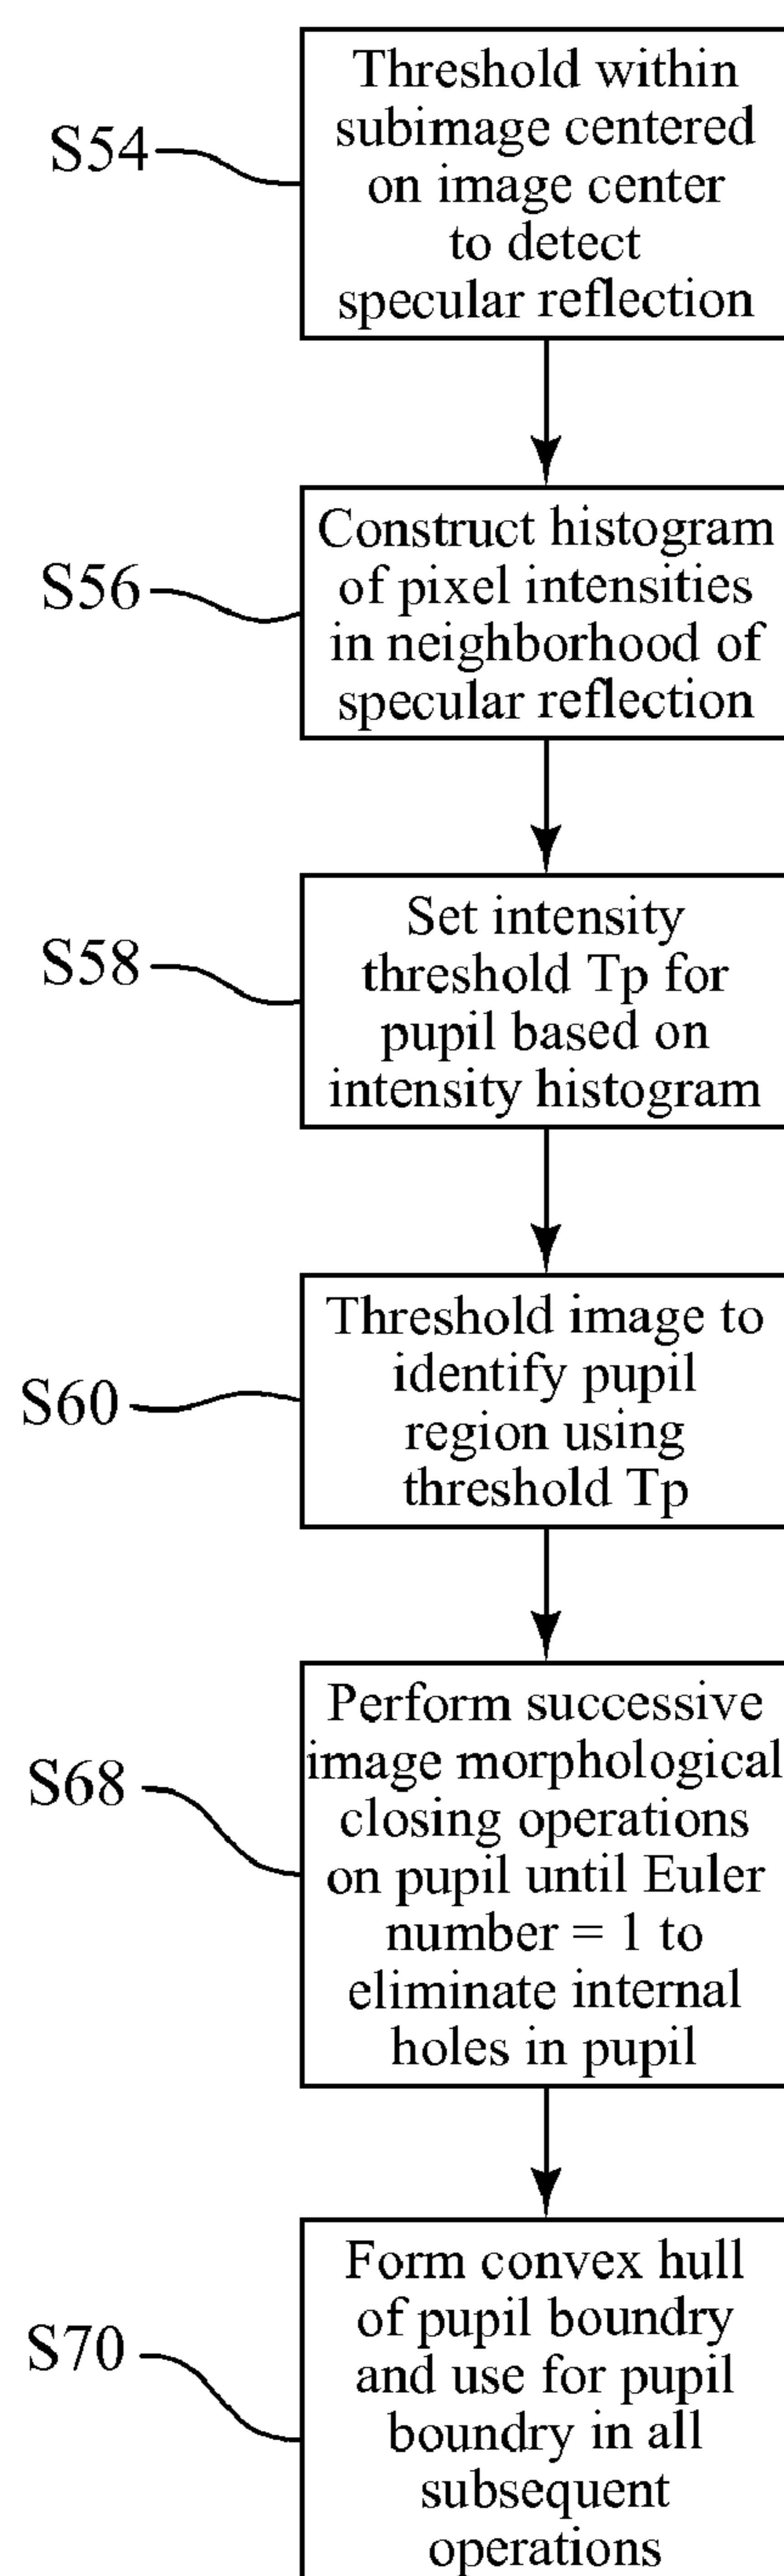 S54
Threshold within
subimage centered
on image center
to detect
specular reflection
S56
Construct histogram
of pixel intensities
in neighborhood of
specular reflection
S58
Set intensity
threshold Tp for
pupil based on
intensity histogram
S60
Threshold image to
identify pupil
region using
threshold Tp
S68
Perform successive
image morphological
closing operations
on pupil until Euler
number = 1 to
eliminate internal
holes in pupil
S70
Form convex hull
of pupil boundry
and use for pupil
boundry in all
subsequent
operations